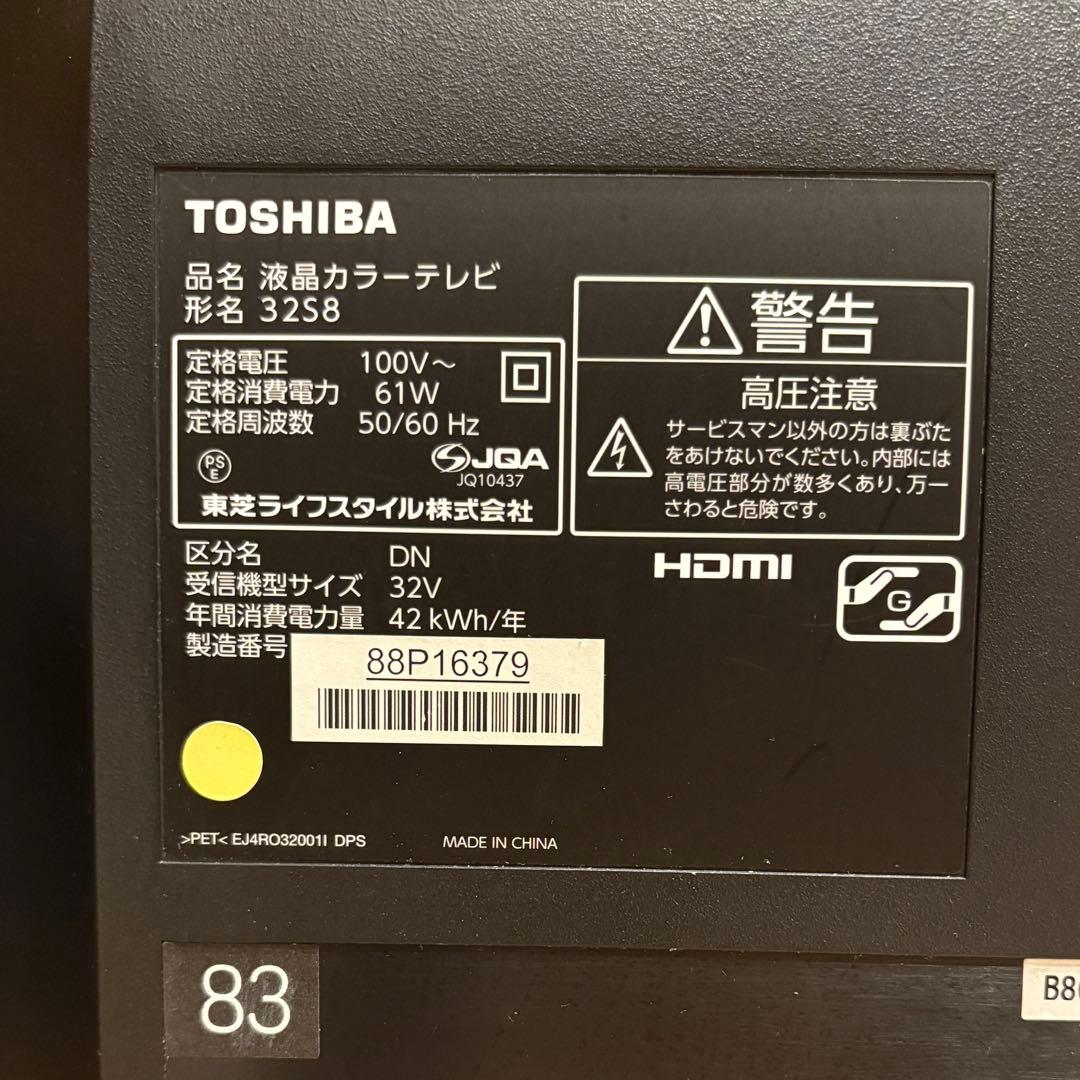 TOSHIBA
品名 液晶カラーテレビ
形名 32S8
定格電圧 100V～
定格消費電力 61W
定格周波数 50/60 Hz
PS
E
JQA
JQ10437
東芝ライフスタイル株式会社
警告
高圧注意
サービスマン以外の方は裏ぶた
をあけないでください。内部には
高電圧部分が数多くあり、万一
さわると危険です。
区分名 DN
受信機型サイズ 32V
年間消費電力量 42 kWh/年
製造番号 88P16379
HDMI
G
>PET< EJ4RO32001I DPS
MADE IN CHINA
83